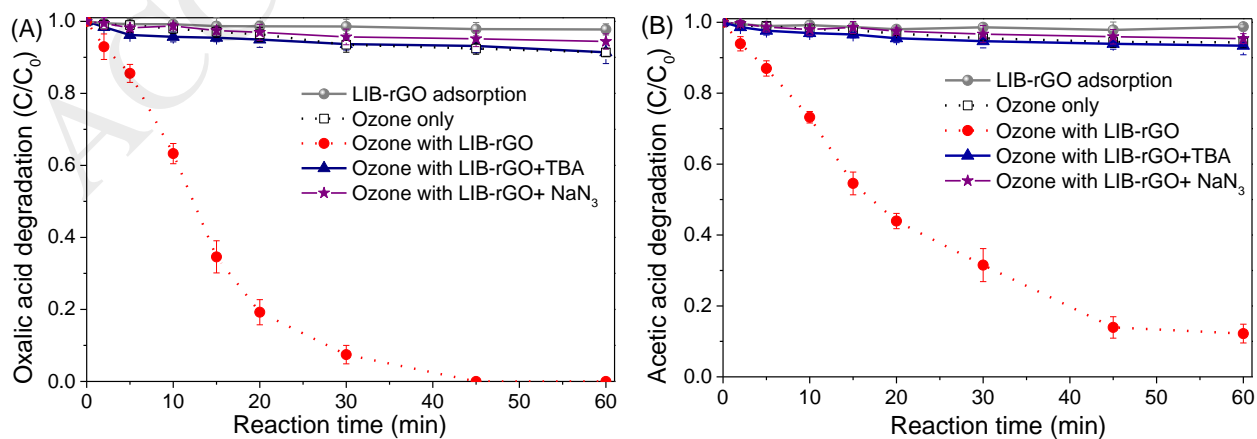 (A)
Oxalic acid degradation (C/C₀)
1.0
0.8
0.6
0.4
0.2
0.0
LIB-rGO adsorption
Ozone only
Ozone with LIB-rGO
Ozone with LIB-rGO+TBA
Ozone with LIB-rGO+ NaN₃
0 10 20 30 40 50 60
Reaction time (min)
(B)
Acetic acid degradation (C/C₀)
1.0
0.8
0.6
0.4
0.2
0.0
LIB-rGO adsorption
Ozone only
Ozone with LIB-rGO
Ozone with LIB-rGO+TBA
Ozone with LIB-rGO+ NaN₃
0 10 20 30 40 50 60
Reaction time (min)